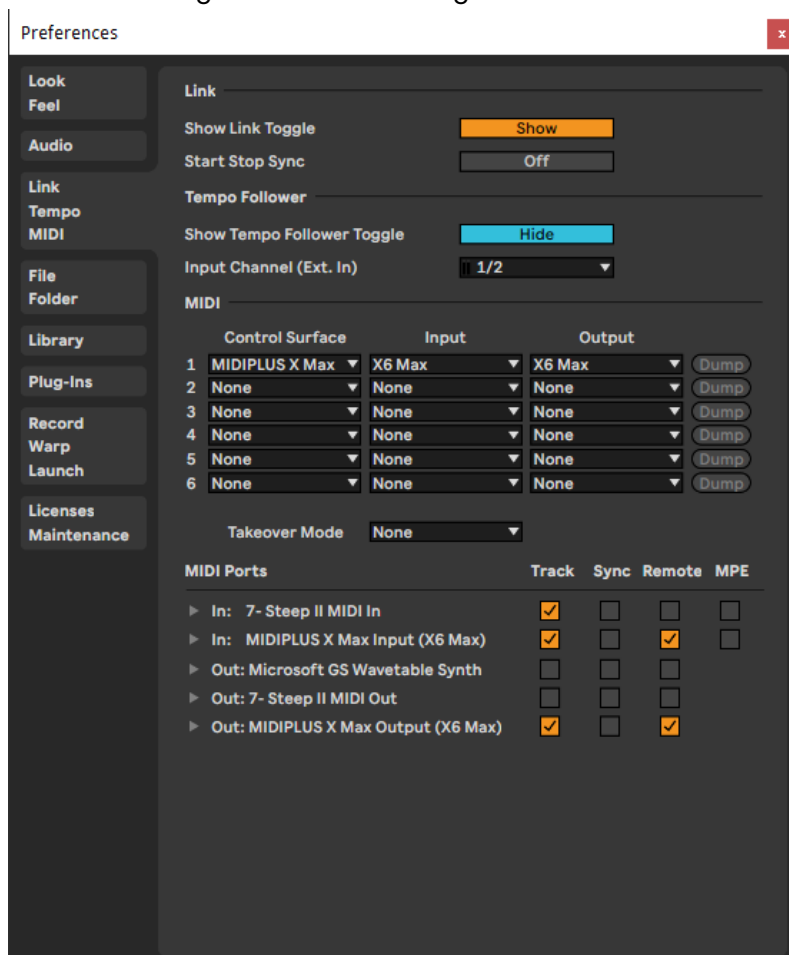 Preferences
x
Look
Feel
Audio
Link
Tempo
MIDI
File
Folder
Library
Plug-Ins
Record
Warp
Launch
Licenses
Maintenance
Link
Show Link Toggle Show
Start Stop Sync Off
Tempo Follower
Show Tempo Follower Toggle Hide
Input Channel (Ext. In) 1/2
MIDI
Control Surface Input Output
1 MIDIPLUS X Max X6 Max X6 Max Dump
2 None None None Dump
3 None None None Dump
4 None None None Dump
5 None None None Dump
6 None None None Dump
Takeover Mode None
MIDI Ports Track Sync Remote MPE
In: 7- Steep II MIDI In
In: MIDIPLUS X Max Input (X6 Max)
Out: Microsoft GS Wavetable Synth
Out: 7- Steep II MIDI Out
Out: MIDIPLUS X Max Output (X6 Max)